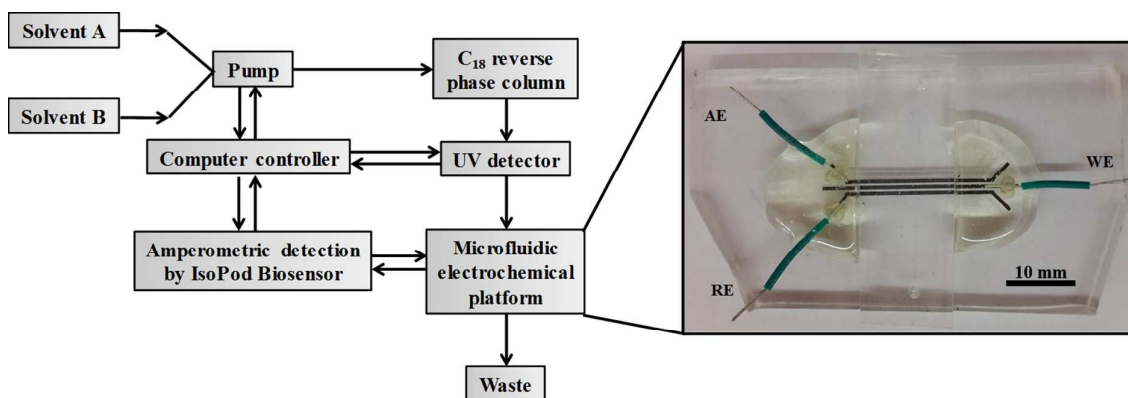 Solvent A
Solvent B
Pump
C₁₈ reverse
phase column
Computer controller
UV detector
Amperometric detection
by IsoPod Biosensor
Microfluidic
electrochemical
platform
Waste
AE
WE
RE
10 mm